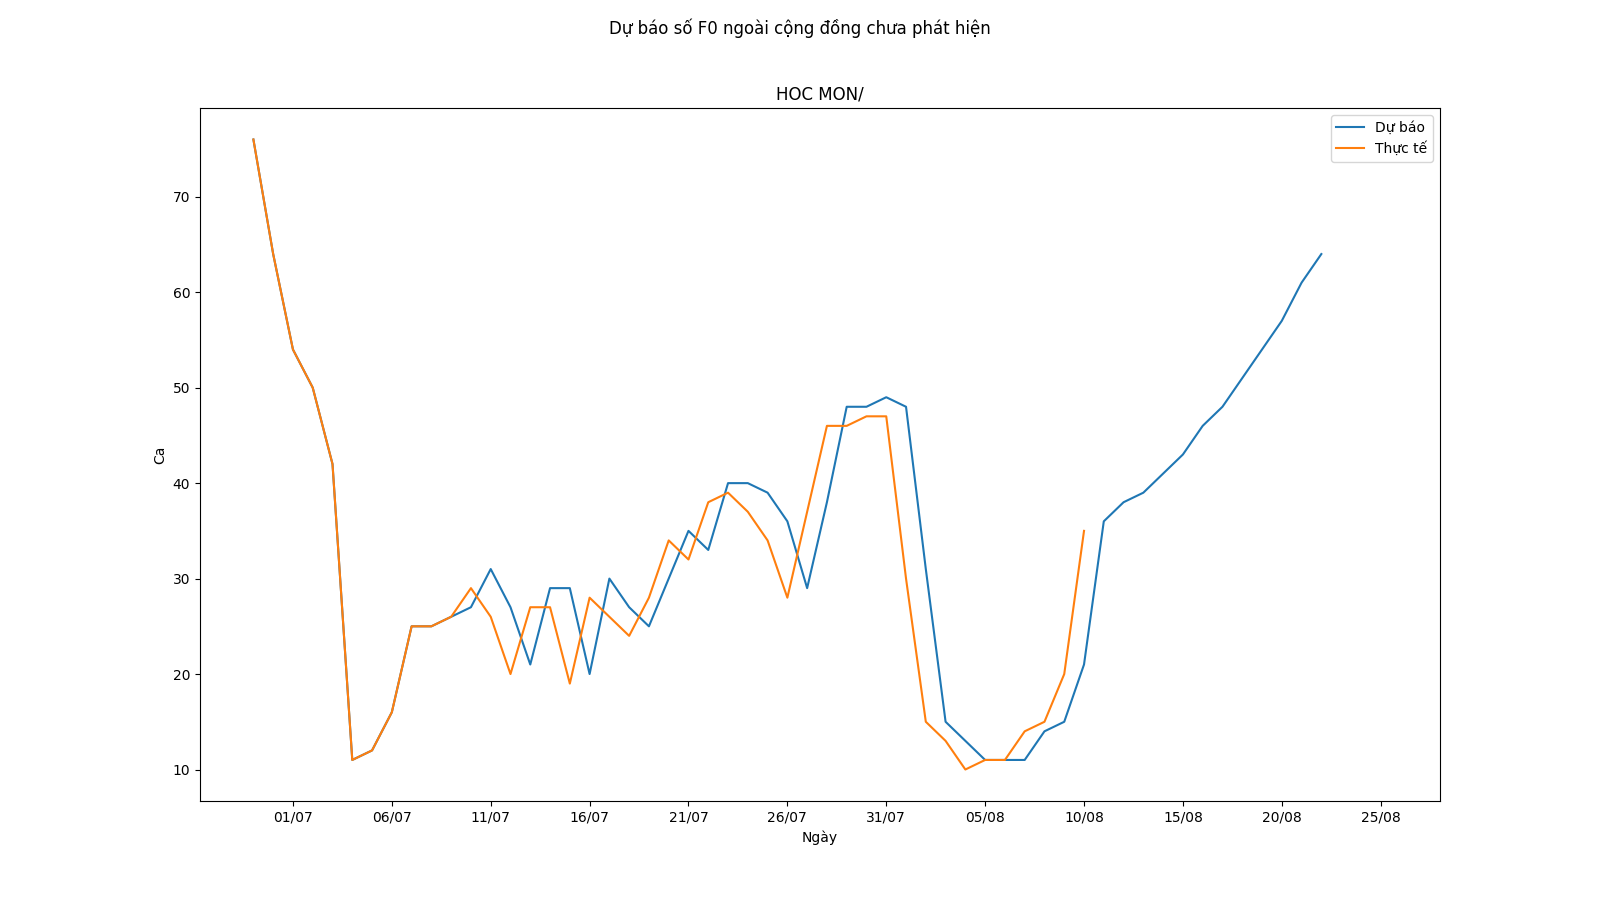 Dự báo số F0 ngoài cộng đồng chưa phát hiện
HOC MON/
Dự báo
Thực tế
70
60
50
40
30
20
10
Ca
01/07 06/07 11/07 16/07 21/07 26/07 31/07 05/08 10/08 15/08 20/08 25/08
Ngày